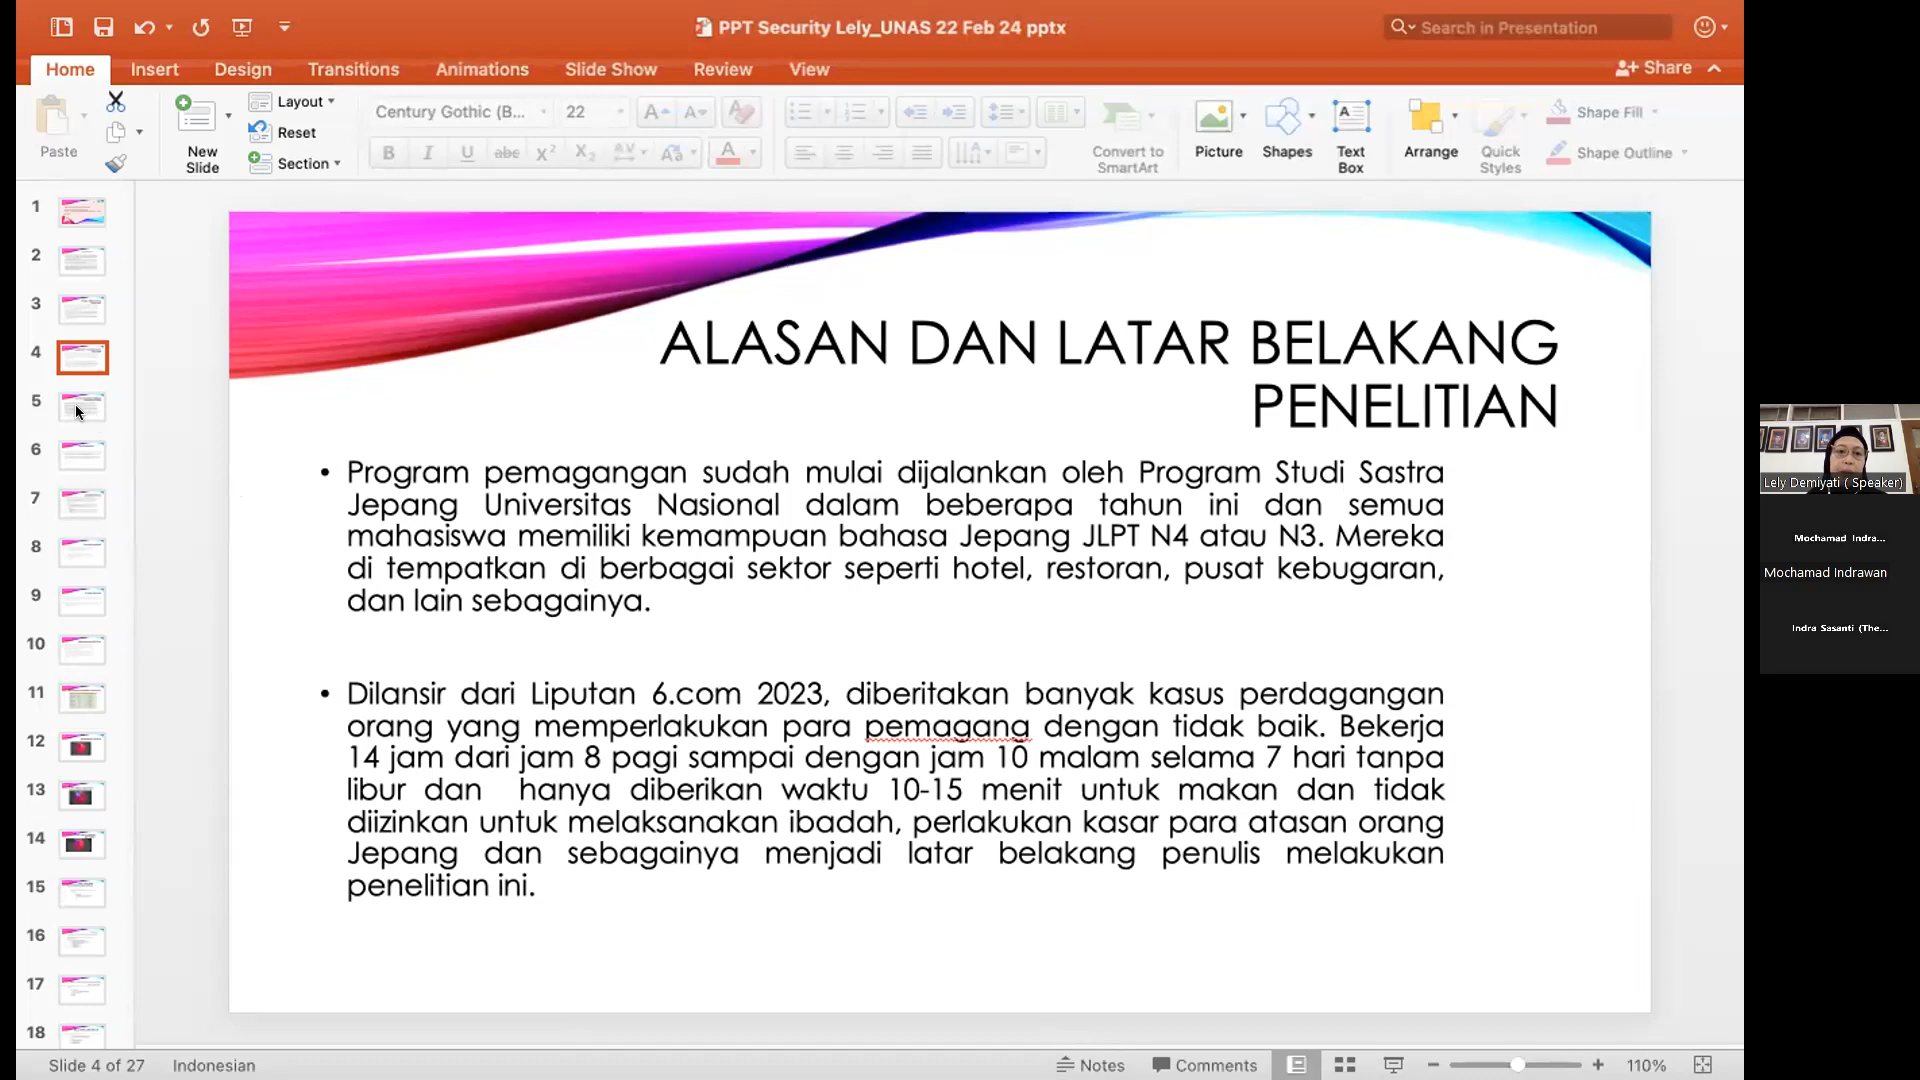 PPT Security Lely_UNAS 22 Feb 24 pptx
Search in Presentation
Home Insert Design Transitions Animations Slide Show Review View
Share
Paste
New Slide
Layout
Reset
Section
Century Gothic (B... 22
B I U abc X² X₂ AV Aa A
Convert to SmartArt
Picture
Shapes
Text Box
Arrange
Quick Styles
Shape Fill
Shape Outline
1
2
3
4
5
6
7
8
9
10
11
12
13
14
15
16
17
18
ALASAN DAN LATAR BELAKANG
PENELITIAN
• Program pemagangan sudah mulai dijalankan oleh Program Studi Sastra
Jepang Universitas Nasional dalam beberapa tahun ini dan semua
mahasiswa memiliki kemampuan bahasa Jepang JLPT N4 atau N3. Mereka
di tempatkan di berbagai sektor seperti hotel, restoran, pusat kebugaran,
dan lain sebagainya.
• Dilansir dari Liputan 6.com 2023, diberitakan banyak kasus perdagangan
orang yang memperlakukan para pemagang dengan tidak baik. Bekerja
14 jam dari jam 8 pagi sampai dengan jam 10 malam selama 7 hari tanpa
libur dan hanya diberikan waktu 10-15 menit untuk makan dan tidak
diizinkan untuk melaksanakan ibadah, perlakukan kasar para atasan orang
Jepang dan sebagainya menjadi latar belakang penulis melakukan
penelitian ini.
Lely Demiyati ( Speaker)
Mochamad Indra...
Mochamad Indrawan
Indra Sasanti (The...
Slide 4 of 27 Indonesian
Notes Comments 110%